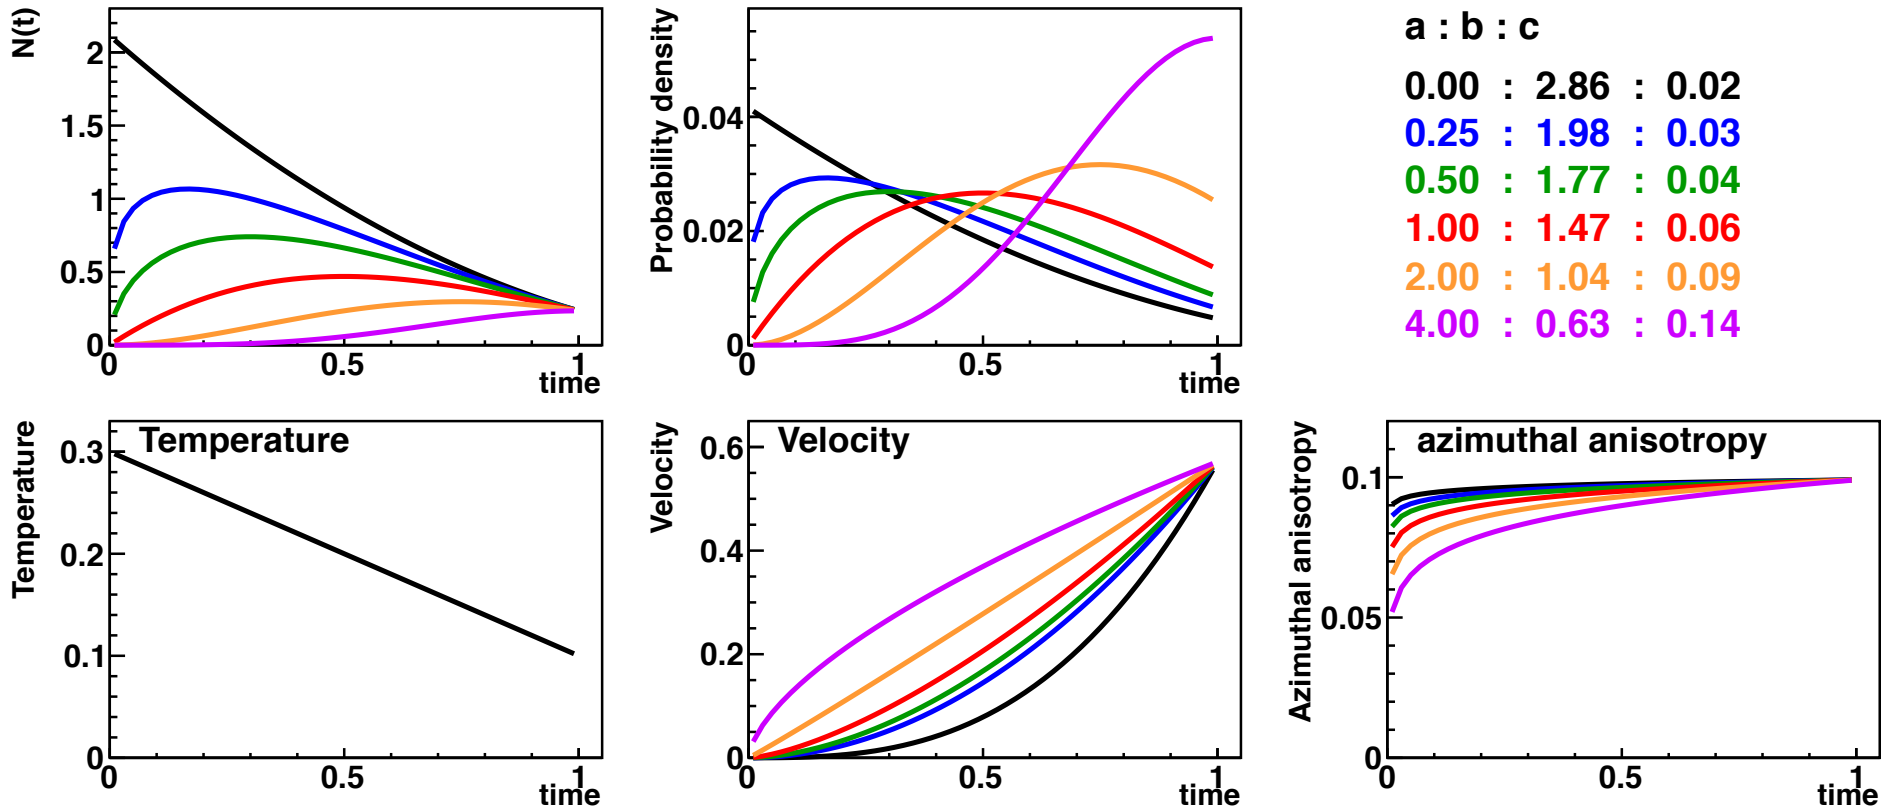 N(t)
2
1.5
1
0.5
0
0 0.5 1
time
Probability density
0.04
0.02
0
0 0.5 1
time
a : b : c
0.00 : 2.86 : 0.02
0.25 : 1.98 : 0.03
0.50 : 1.77 : 0.04
1.00 : 1.47 : 0.06
2.00 : 1.04 : 0.09
4.00 : 0.63 : 0.14
Temperature
Temperature
0.3
0.2
0.1
0
0 0.5 1
time
Velocity
Velocity
0.6
0.4
0.2
0
0 0.5 1
time
azimuthal anisotropy
Azimuthal anisotropy
0.1
0.05
0
0 0.5 1
time